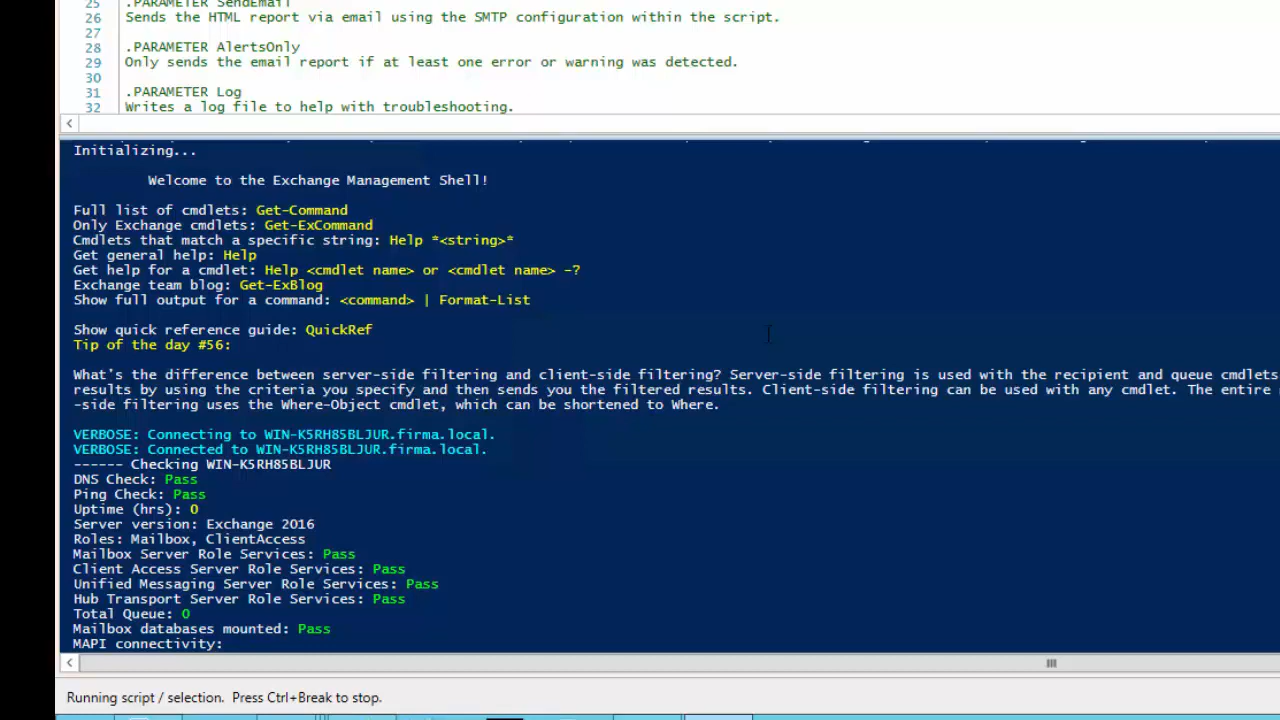 25 .PARAMETER SendEmail
26 Sends the HTML report via email using the SMTP configuration within the script.
27
28 .PARAMETER AlertsOnly
29 Only sends the email report if at least one error or warning was detected.
30
31 .PARAMETER Log
32 Writes a log file to help with troubleshooting.
Initializing...
Welcome to the Exchange Management Shell!
Full list of cmdlets: Get-Command
Only Exchange cmdlets: Get-ExCommand
Cmdlets that match a specific string: Help *<string>*
Get general help: Help
Get help for a cmdlet: Help <cmdlet name> or <cmdlet name> -?
Exchange team blog: Get-ExBlog
Show full output for a command: <command> | Format-List
Show quick reference guide: QuickRef
Tip of the day #56:
What's the difference between server-side filtering and client-side filtering? Server-side filtering is used with the recipient and queue cmdlets
results by using the criteria you specify and then sends you the filtered results. Client-side filtering can be used with any cmdlet. The entire
-side filtering uses the Where-Object cmdlet, which can be shortened to Where.
VERBOSE: Connecting to WIN-K5RH85BLJUR.firma.local.
VERBOSE: Connected to WIN-K5RH85BLJUR.firma.local.
------ Checking WIN-K5RH85BLJUR
DNS Check: Pass
Ping Check: Pass
Uptime (hrs): 0
Server version: Exchange 2016
Roles: Mailbox, ClientAccess
Mailbox Server Role Services: Pass
Client Access Server Role Services: Pass
Unified Messaging Server Role Services: Pass
Hub Transport Server Role Services: Pass
Total Queue: 0
Mailbox databases mounted: Pass
MAPI connectivity:
Running script / selection. Press Ctrl+Break to stop.